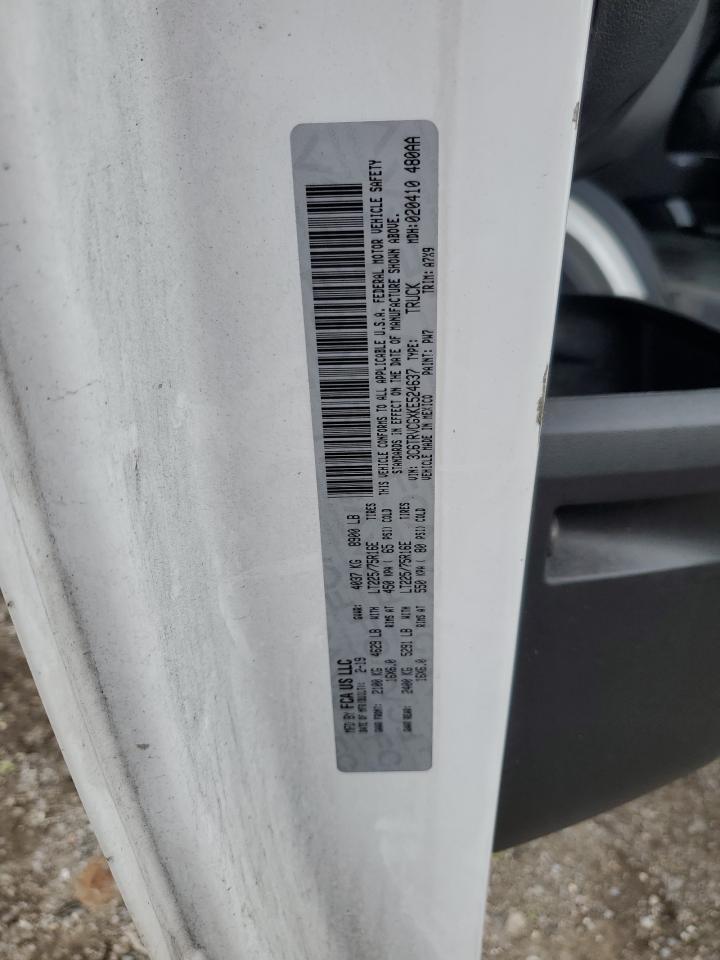 MFD BY FCA US LLC
DATE OF MFR(BUILT): 2-19 GVWR: 4037 KG 8900 LB
GAWR FRONT: 2100 KG 4629 LB WITH LT225/75R16E TIRES
16X6.0 RIMS AT 450 KPA ( 65 PSI) COLD
GAWR REAR: 2400 KG 5291 LB WITH LT225/75R16E TIRES
16X6.0 RIMS AT 550 KPA ( 80 PSI) COLD
THIS VEHICLE CONFORMS TO ALL APPLICABLE U.S.A. FEDERAL MOTOR VEHICLE SAFETY
STANDARDS IN EFFECT ON THE DATE OF MANUFACTURE SHOWN ABOVE.
VIN: 3C6TRVCGXKE524637 TYPE: TRUCK MDH:020410 480AA
VEHICLE MADE IN MEXICO PAINT: PW7 TRIM: A7X9